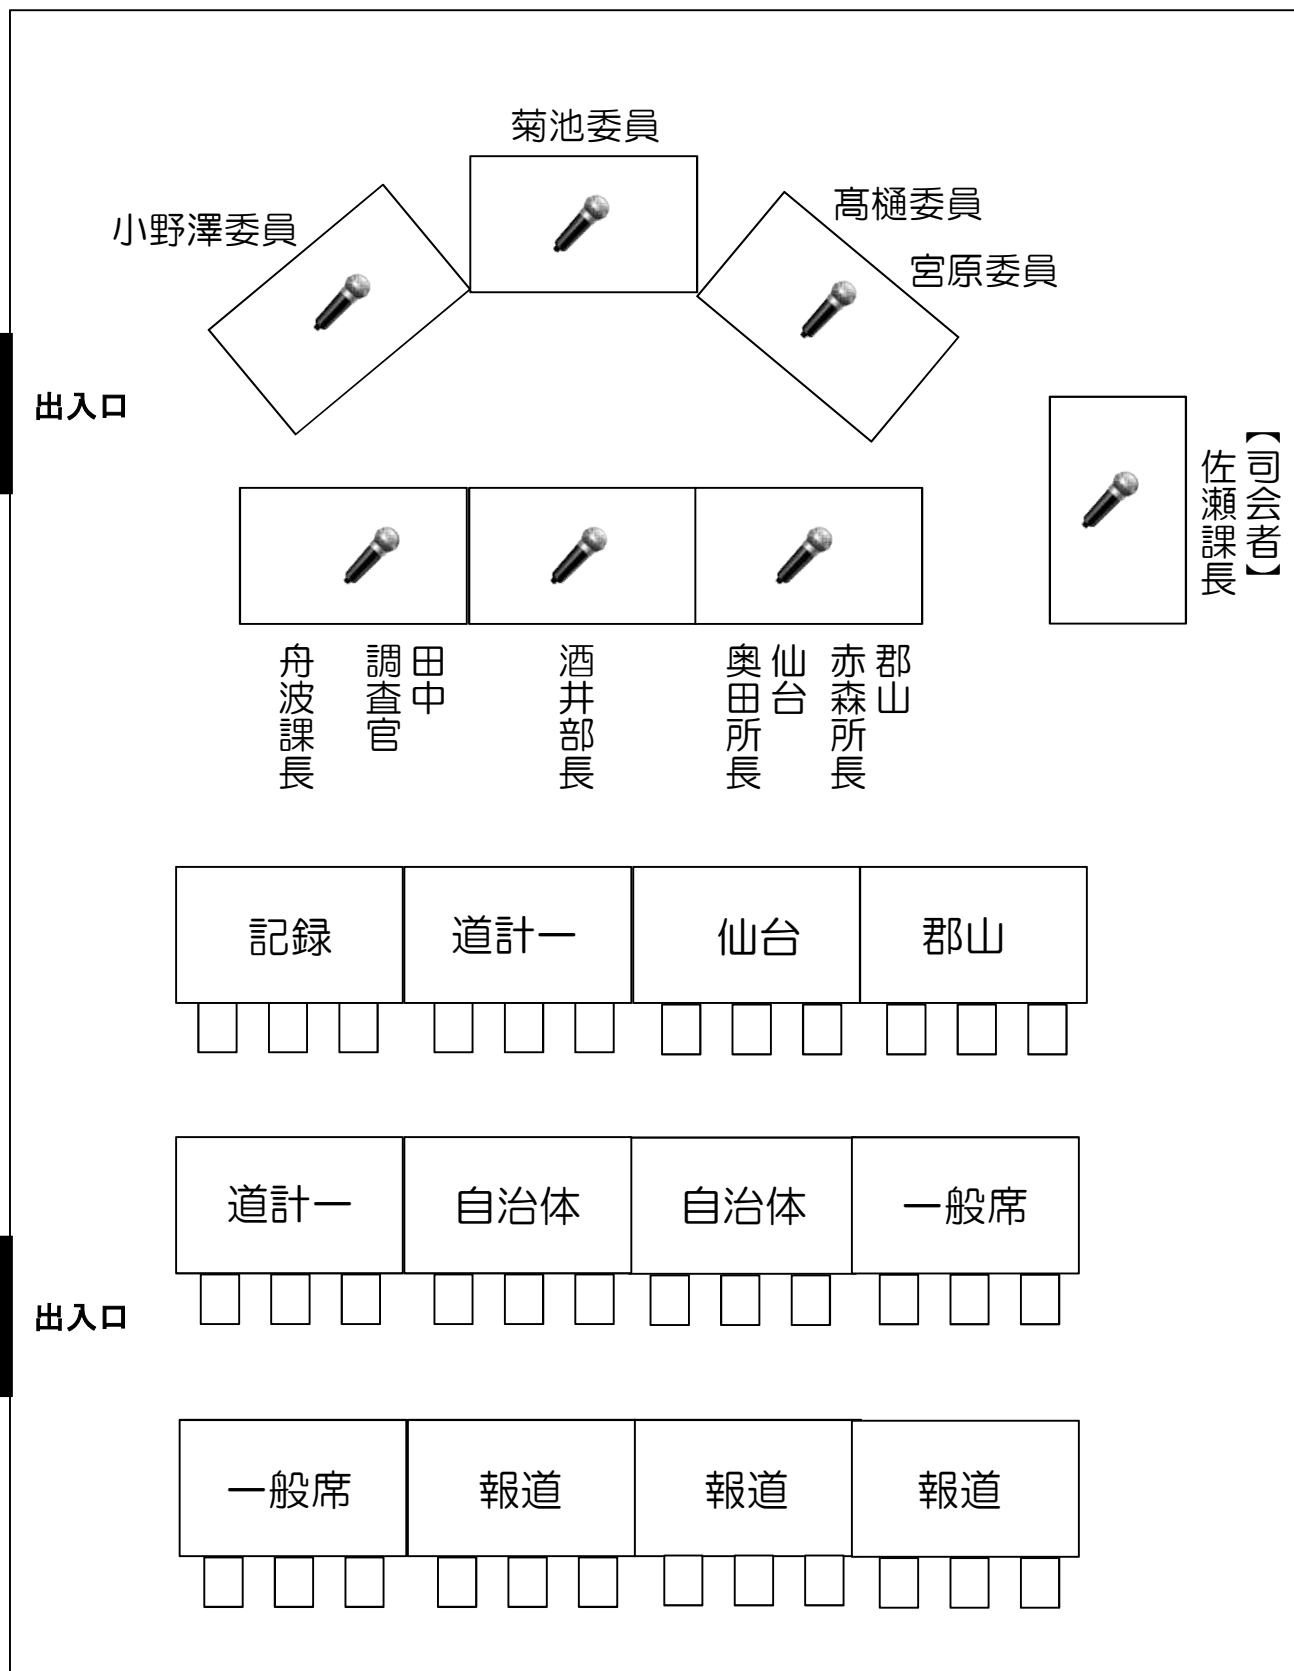 菊池委員
小野澤委員
髙樋委員
宮原委員
出入口
【司会者】
佐瀬課長
郡山
赤森所長
仙台
奥田所長
酒井部長
田中
調査官
舟波課長
記録
道計一
仙台
郡山
道計一
自治体
自治体
一般席
出入口
一般席
報道
報道
報道